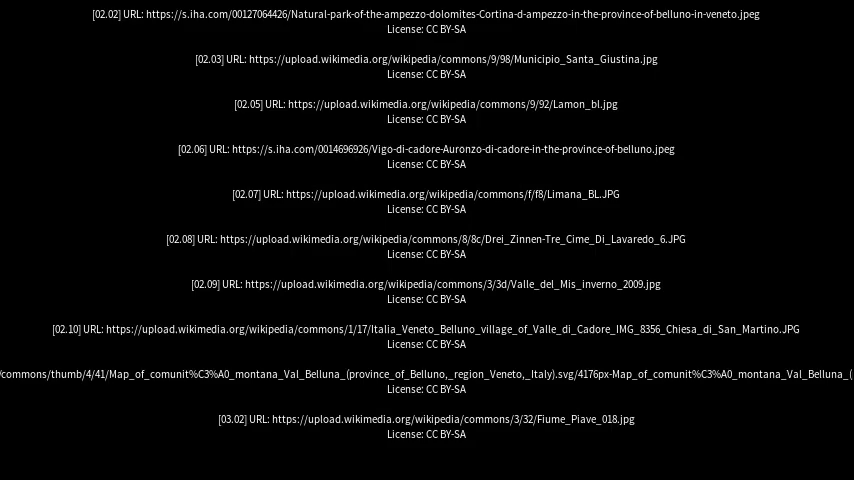 [02.02] URL: https://s.iha.com/00127064426/Natural-park-of-the-ampezzo-dolomites-Cortina-d-ampezzo-in-the-province-of-belluno-in-veneto.jpeg
License: CC BY-SA
[02.03] URL: https://upload.wikimedia.org/wikipedia/commons/9/98/Municipio_Santa_Giustina.jpg
License: CC BY-SA
[02.05] URL: https://upload.wikimedia.org/wikipedia/commons/9/92/Lamon_bl.jpg
License: CC BY-SA
[02.06] URL: https://s.iha.com/0014696926/Vigo-di-cadore-Auronzo-di-cadore-in-the-province-of-belluno.jpeg
License: CC BY-SA
[02.07] URL: https://upload.wikimedia.org/wikipedia/commons/f/f8/Limana_BL.JPG
License: CC BY-SA
[02.08] URL: https://upload.wikimedia.org/wikipedia/commons/8/8c/Drei_Zinnen-Tre_Cime_Di_Lavaredo_6.JPG
License: CC BY-SA
[02.09] URL: https://upload.wikimedia.org/wikipedia/commons/3/3d/Valle_del_Mis_inverno_2009.jpg
License: CC BY-SA
[02.10] URL: https://upload.wikimedia.org/wikipedia/commons/1/17/Italia_Veneto_Belluno_village_of_Valle_di_Cadore_IMG_8356_Chiesa_di_San_Martino.JPG
License: CC BY-SA
/commons/thumb/4/41/Map_of_comunit%C3%A0_montana_Val_Belluna_(province_of_Belluno,_region_Veneto,_Italy).svg/4176px-Map_of_comunit%C3%A0_montana_Val_Belluna_(
License: CC BY-SA
[03.02] URL: https://upload.wikimedia.org/wikipedia/commons/3/32/Fiume_Piave_018.jpg
License: CC BY-SA